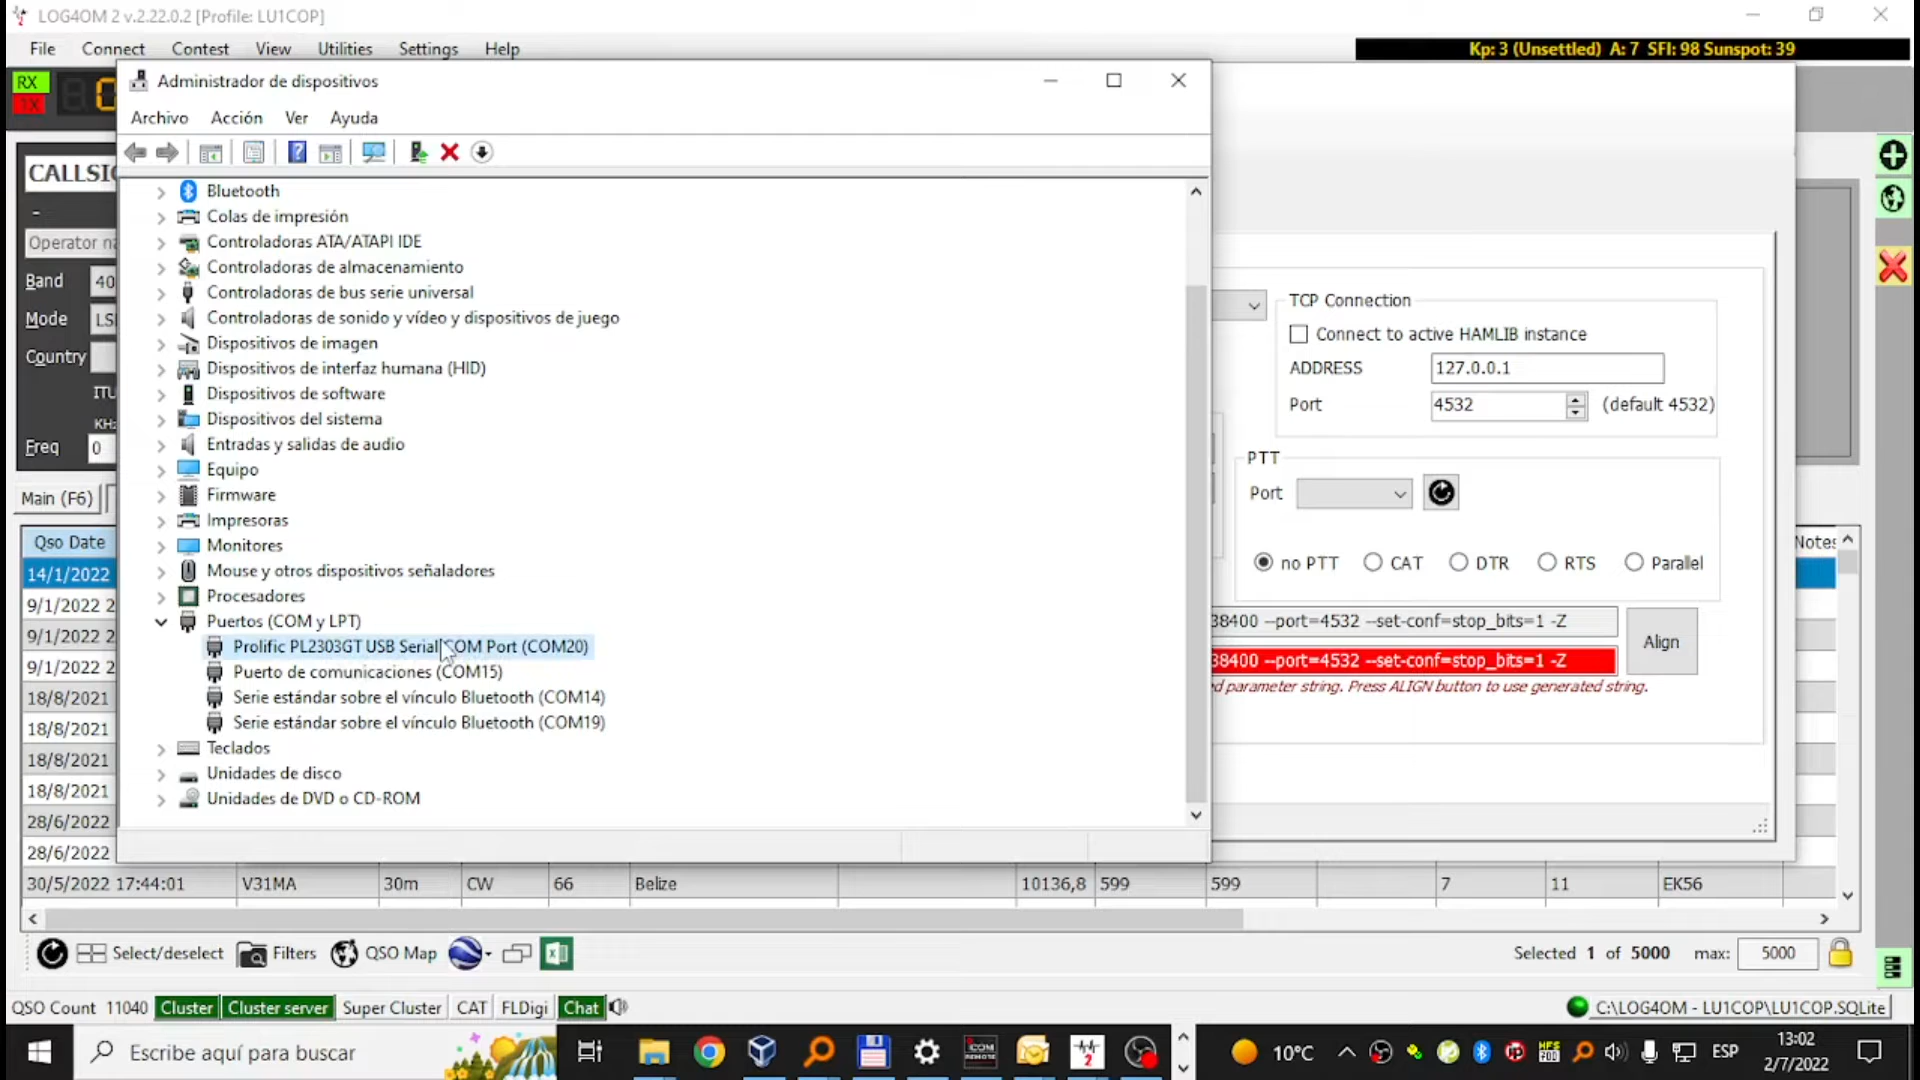 LOG4OM 2 v.2.22.0.2 [Profile: LU1COP]
File Connect Contest View Utilities Settings Help
Kp: 3 (Unsettled) A: 7 SFI: 98 Sunspot: 39
RX
TX
Administrador de dispositivos
Archivo Acción Ver Ayuda
CALLSI
-
Operator
Band 40
Mode
Country
ITU
Freq 0
Main (F6)
Bluetooth
Colas de impresión
Controladoras ATA/ATAPI IDE
Controladoras de almacenamiento
Controladoras de bus serie universal
Controladoras de sonido y vídeo y dispositivos de juego
Dispositivos de imagen
Dispositivos de interfaz humana (HID)
Dispositivos de software
Dispositivos del sistema
Entradas y salidas de audio
Equipo
Firmware
Impresoras
Monitores
Mouse y otros dispositivos señaladores
Procesadores
Puertos (COM y LPT)
Prolific PL2303GT USB Serial COM Port (COM20)
Puerto de comunicaciones (COM15)
Serie estándar sobre el vínculo Bluetooth (COM14)
Serie estándar sobre el vínculo Bluetooth (COM19)
Teclados
Unidades de disco
Unidades de DVD o CD-ROM
TCP Connection
Connect to active HAMLIB instance
ADDRESS 127.0.0.1
Port 4532 (default 4532)
PTT
Port
no PTT CAT DTR RTS Parallel
38400 --port=4532 --set-conf=stop_bits=1 -Z
Align
38400 --port=4532 --set-conf=stop_bits=1 -Z
d parameter string. Press ALIGN button to use generated string.
Qso Date Notes
14/1/2022
9/1/2022 2
9/1/2022 2
9/1/2022 2
18/8/2021
18/8/2021
18/8/2021
18/8/2021
28/6/2022
28/6/2022
30/5/2022 17:44:01 V31MA 30m CW 66 Belize 10136,8 599 599 7 11 EK56
Select/deselect Filters QSO Map Selected 1 of 5000 max: 5000
QSO Count 11040 Cluster Cluster server Super Cluster CAT FLDigi Chat C:\LOG4OM - LU1COP\LU1COP.SQLite
Escribe aquí para buscar 10°C ESP 13:02
2/7/2022